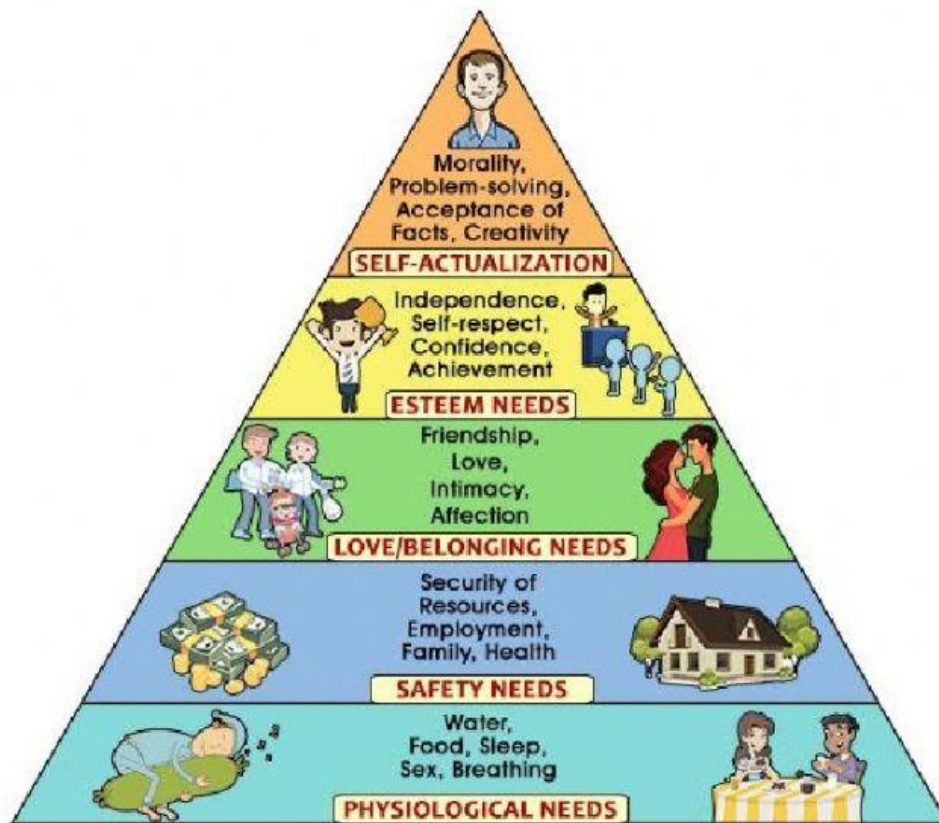 Morality,
Problem-solving,
Acceptance of
Facts, Creativity
SELF-ACTUALIZATION
Independence,
Self-respect,
Confidence,
Achievement
ESTEEM NEEDS
Friendship,
Love,
Intimacy,
Affection
LOVE/BELONGING NEEDS
Security of
Resources,
Employment,
Family, Health
SAFETY NEEDS
Water,
Food, Sleep,
Sex, Breathing
PHYSIOLOGICAL NEEDS